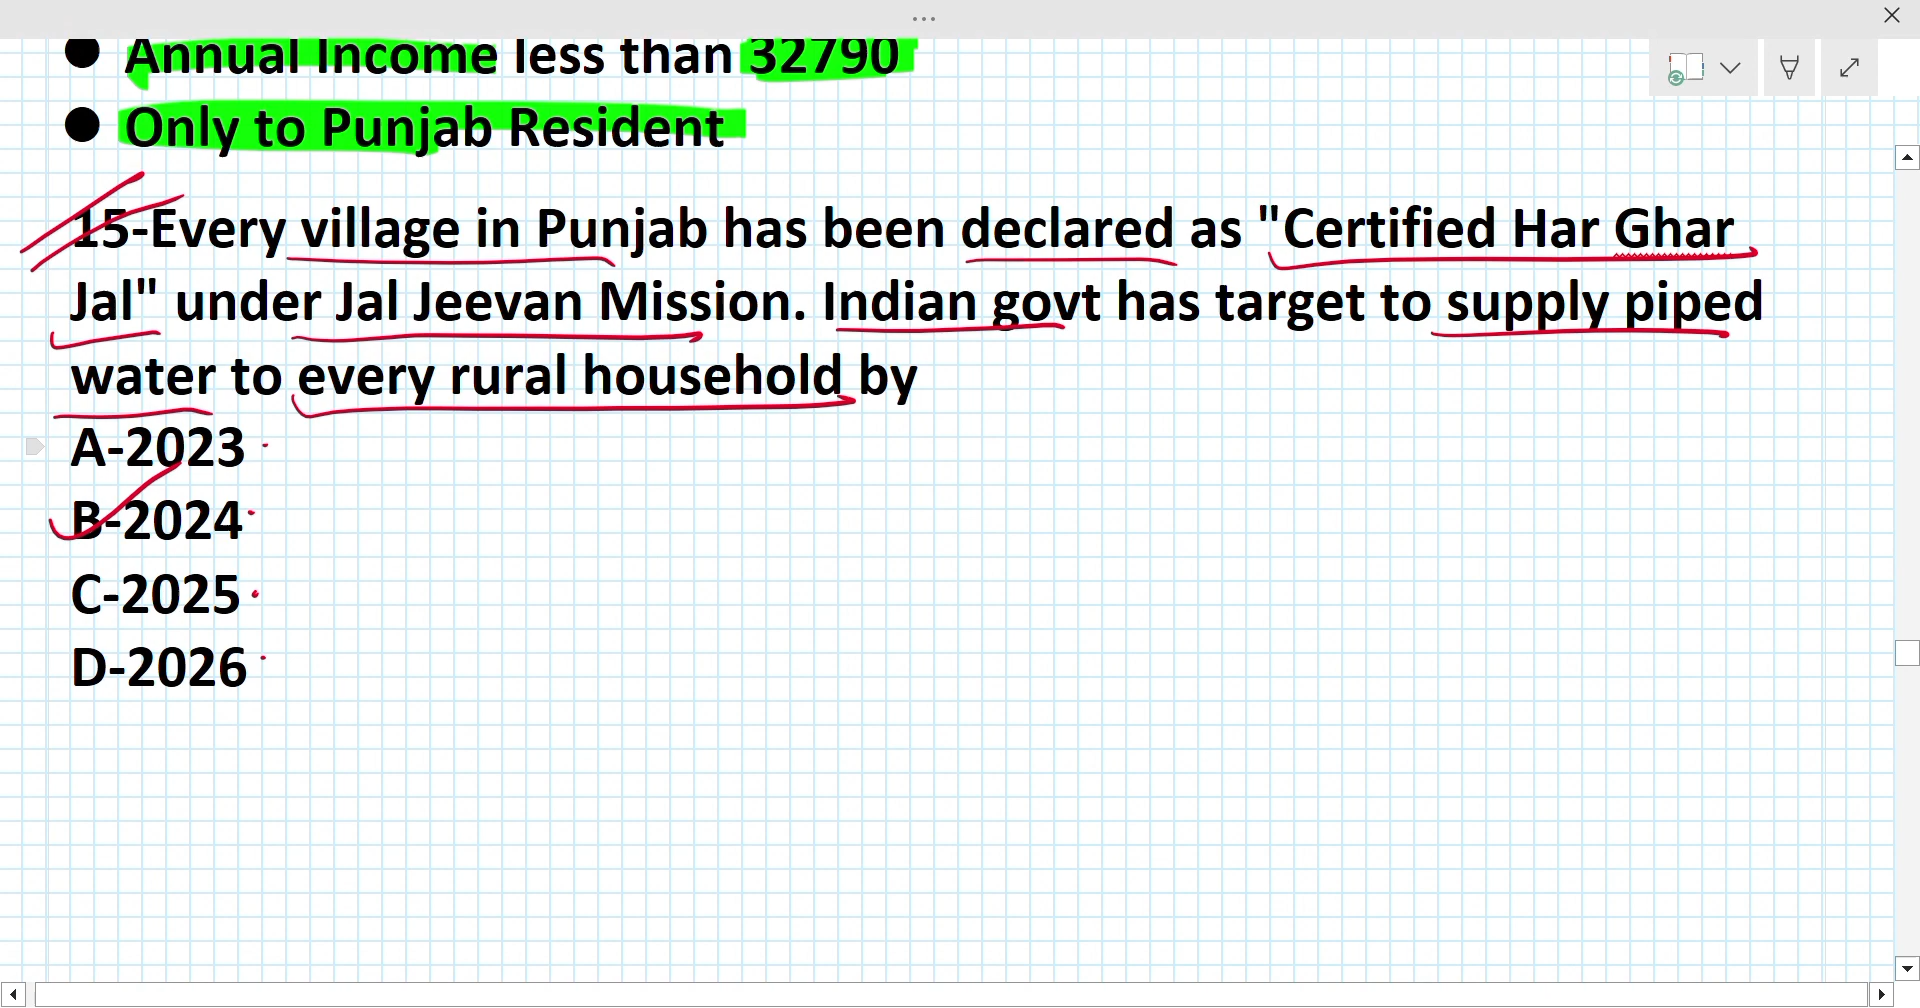 ● Annual Income less than 32790
● Only to Punjab Resident
15-Every village in Punjab has been declared as "Certified Har Ghar
Jal" under Jal Jeevan Mission. Indian govt has target to supply piped
water to every rural household by
A-2023
B-2024
C-2025
D-2026